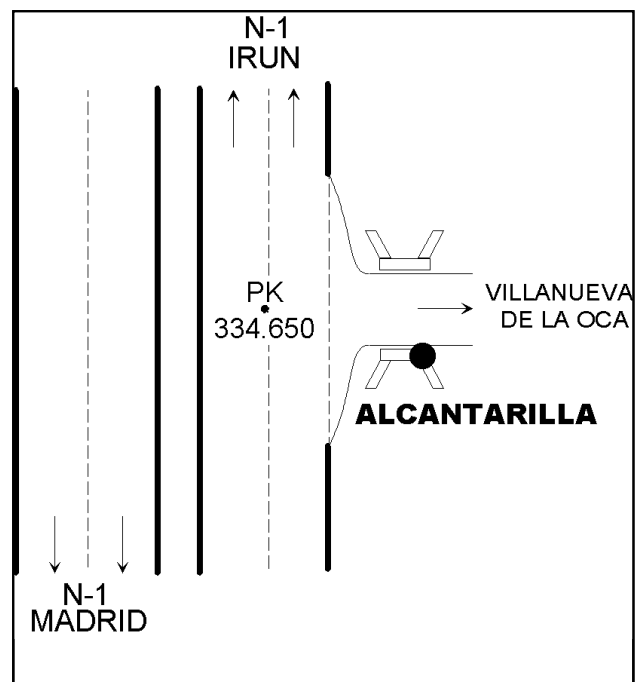 N-1
IRUN
PK
334.650
VILLANUEVA
DE LA OCA
ALCANTARILLA
N-1
MADRID